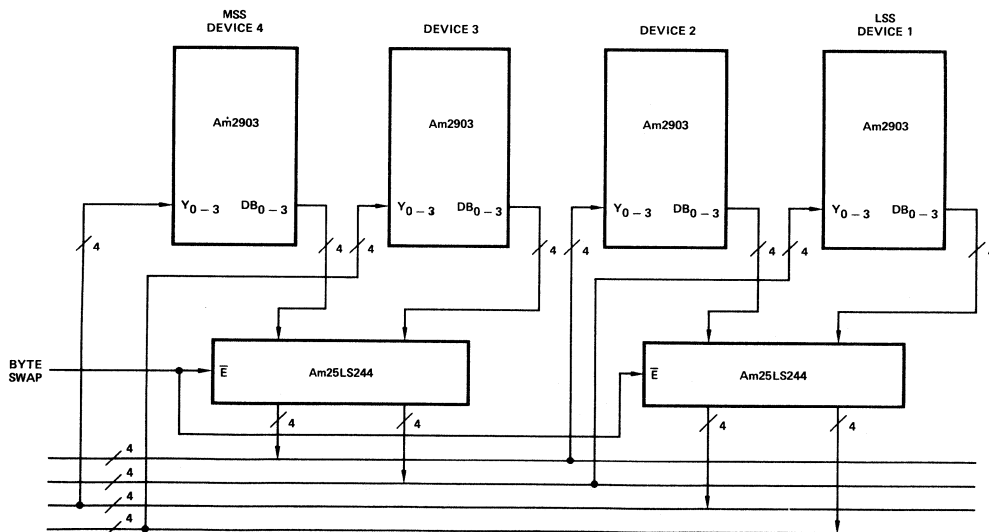 MSS
DEVICE 4
DEVICE 3
DEVICE 2
LSS
DEVICE 1
Am2903
Am2903
Am2903
Am2903
Y0 – 3 DB0 – 3
Y0 – 3 DB0 – 3
Y0 – 3 DB0 – 3
Y0 – 3 DB0 – 3
4
4
4
4
4
4
4
4
BYTE
SWAP
E̅
Am25LS244
E̅
Am25LS244
4
4
4
4
4
4
4
4